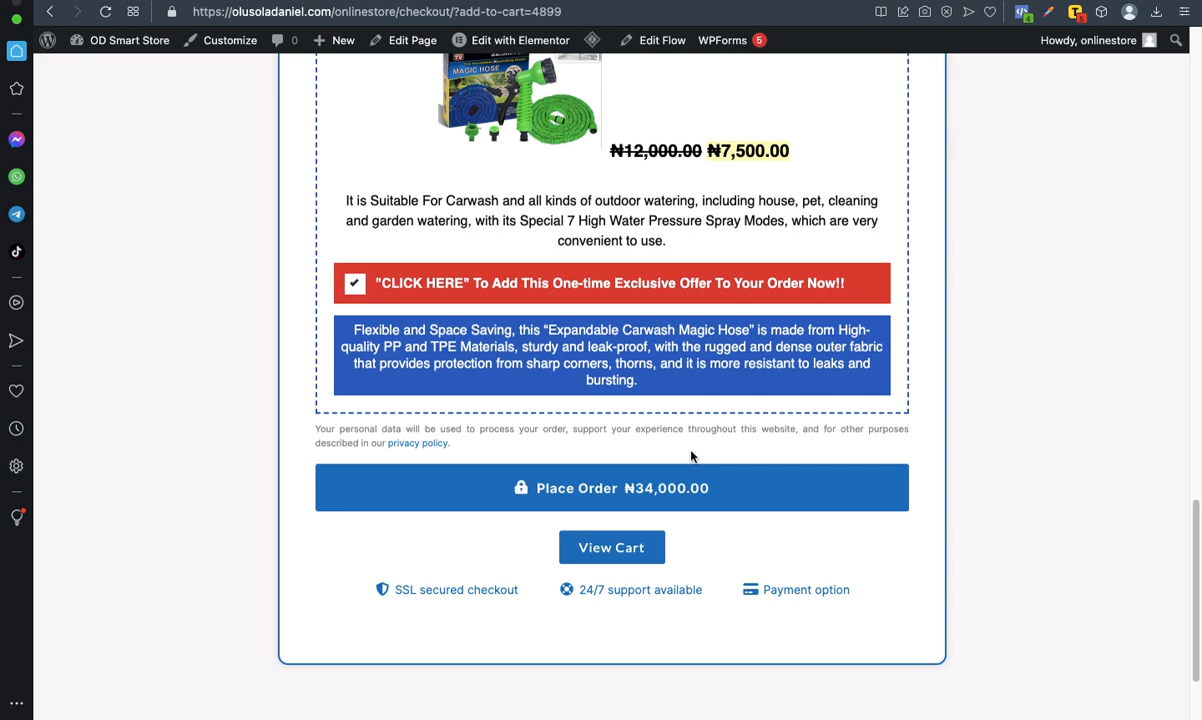 https://olusoladaniel.com/onlinestore/checkout/?add-to-cart=4899
4
5
OD Smart Store
Customize
0
New
Edit Page
Edit with Elementor
Edit Flow
WPForms 5
Howdy, onlinestore
MAGIC HOSE
₦12,000.00 ₦7,500.00
It is Suitable For Carwash and all kinds of outdoor watering, including house, pet, cleaning
and garden watering, with its Special 7 High Water Pressure Spray Modes, which are very
convenient to use.
"CLICK HERE" To Add This One-time Exclusive Offer To Your Order Now!!
Flexible and Space Saving, this “Expandable Carwash Magic Hose” is made from High-
quality PP and TPE Materials, sturdy and leak-proof, with the rugged and dense outer fabric
that provides protection from sharp corners, thorns, and it is more resistant to leaks and
bursting.
Your personal data will be used to process your order, support your experience throughout this website, and for other purposes
described in our privacy policy.
Place Order ₦34,000.00
View Cart
SSL secured checkout
24/7 support available
Payment option